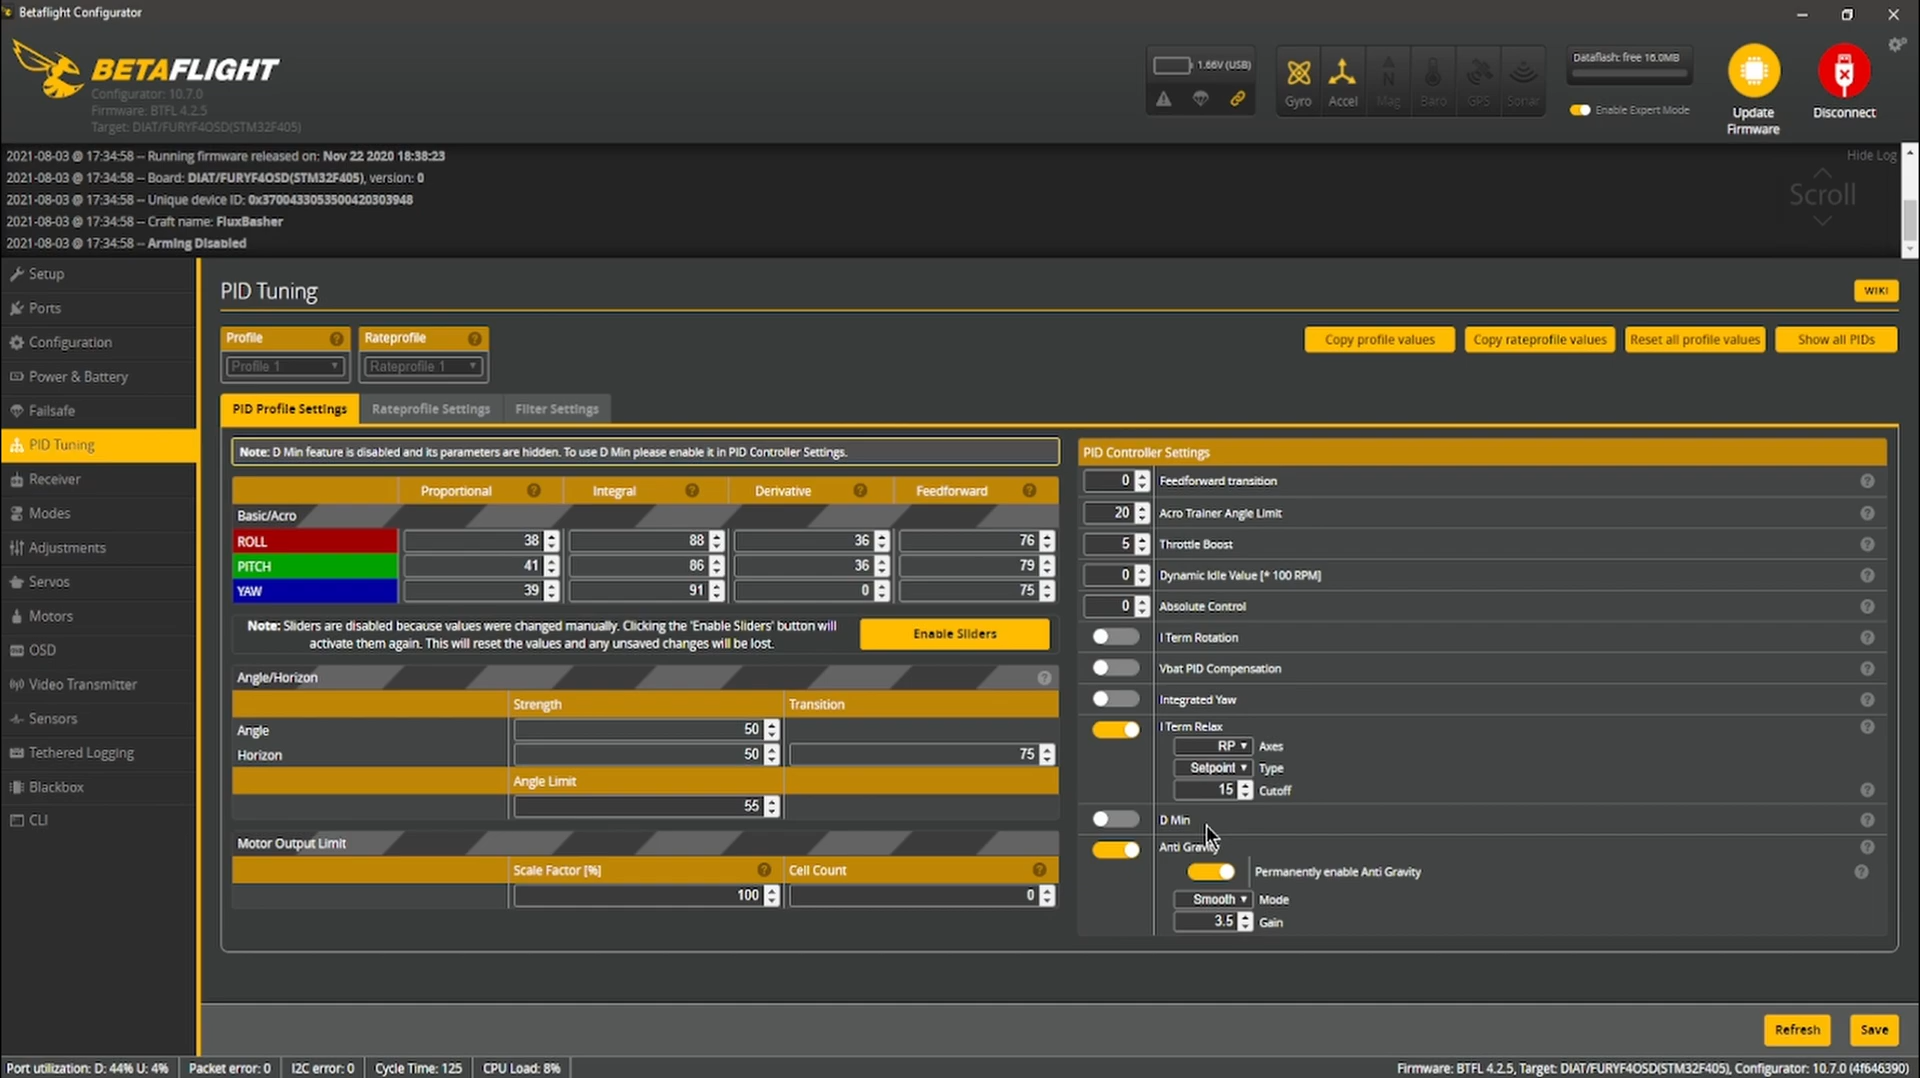 Betaflight Configurator
BETAFLIGHT
Configurator: 10.7.0
Firmware: BTFL 4.2.5
Target: DIAT/FURYF4OSD(STM32F405)
1.66V (USB)
Gyro
Accel
Mag
Baro
GPS
Sonar
Dataflash: free 16.0MB
Enable Expert Mode
Update Firmware
Disconnect
2021-08-03 @ 17:34:58 -- Running firmware released on: Nov 22 2020 18:38:23
2021-08-03 @ 17:34:58 -- Board: DIAT/FURYF4OSD(STM32F405), version: 0
2021-08-03 @ 17:34:58 -- Unique device ID: 0x3700433053500420303948
2021-08-03 @ 17:34:58 -- Craft name: FluxBasher
2021-08-03 @ 17:34:58 -- Arming Disabled
Hide Log
Scroll
Setup
Ports
Configuration
Power & Battery
Failsafe
PID Tuning
Receiver
Modes
Adjustments
Servos
Motors
OSD
Video Transmitter
Sensors
Tethered Logging
Blackbox
CLI
PID Tuning
WIKI
Profile
Profile 1
Rateprofile
Rateprofile 1
Copy profile values
Copy rateprofile values
Reset all profile values
Show all PIDs
PID Profile Settings
Rateprofile Settings
Filter Settings
Note: D Min feature is disabled and its parameters are hidden. To use D Min please enable it in PID Controller Settings.
Proportional Integral Derivative Feedforward
Basic/Acro
ROLL 38 88 36 76
PITCH 41 86 36 79
YAW 39 91 0 75
Note: Sliders are disabled because values were changed manually. Clicking the 'Enable Sliders' button will
activate them again. This will reset the values and any unsaved changes will be lost.
Enable Sliders
Angle/Horizon
Strength Transition
Angle 50
Horizon 50 75
Angle Limit
55
Motor Output Limit
Scale Factor [%] Cell Count
100 0
PID Controller Settings
0 Feedforward transition
20 Acro Trainer Angle Limit
5 Throttle Boost
0 Dynamic Idle Value [* 100 RPM]
0 Absolute Control
I Term Rotation
Vbat PID Compensation
Integrated Yaw
I Term Relax
RP Axes
Setpoint Type
15 Cutoff
D Min
Anti Gravity
Permanently enable Anti Gravity
Smooth Mode
3.5 Gain
Refresh
Save
Port utilization: D: 44% U: 4% Packet error: 0 I2C error: 0 Cycle Time: 125 CPU Load: 8%
Firmware: BTFL 4.2.5, Target: DIAT/FURYF4OSD(STM32F405), Configurator: 10.7.0 (4f646390)